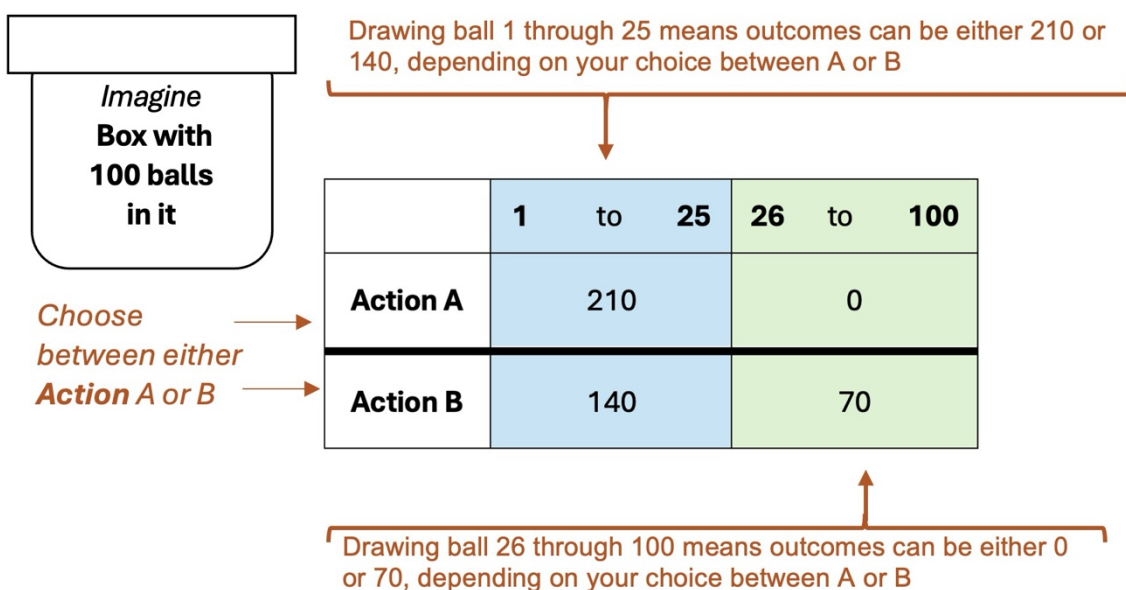 Drawing ball 1 through 25 means outcomes can be either 210 or
140, depending on your choice between A or B
Imagine
Box with
100 balls
in it
1 to 25 26 to 100
Action A 210 0
Choose
between either
Action A or B
Action B 140 70
Drawing ball 26 through 100 means outcomes can be either 0
or 70, depending on your choice between A or B